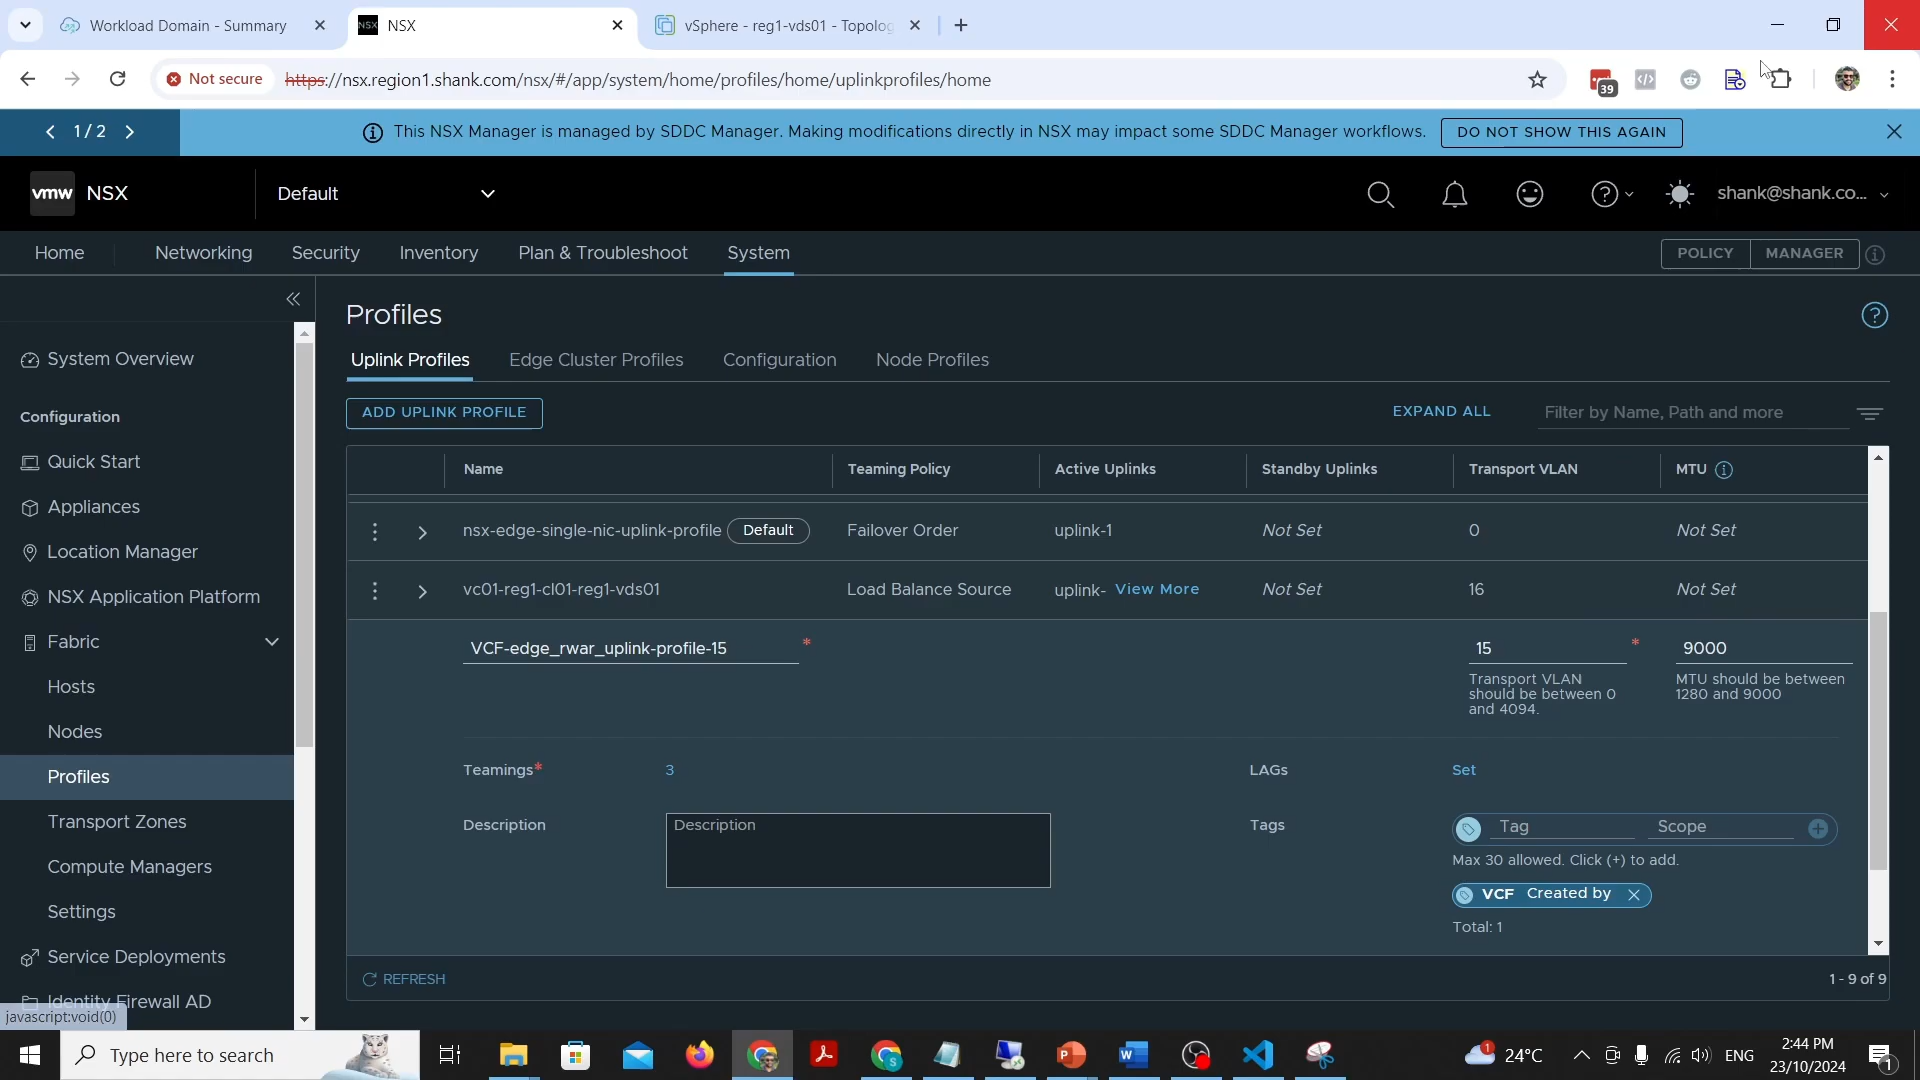 Workload Domain - Summary
NSX
NSX
vSphere - reg1-vds01 - Topolog
Not secure
https://nsx.region1.shank.com/nsx/#/app/system/home/profiles/home/uplinkprofiles/home
39
1 / 2
This NSX Manager is managed by SDDC Manager. Making modifications directly in NSX may impact some SDDC Manager workflows.
DO NOT SHOW THIS AGAIN
vmw NSX
Default
shank@shank.co...
Home
Networking
Security
Inventory
Plan & Troubleshoot
System
POLICY
MANAGER
System Overview
Configuration
Quick Start
Appliances
Location Manager
NSX Application Platform
Fabric
Hosts
Nodes
Profiles
Transport Zones
Compute Managers
Settings
Service Deployments
Identity Firewall AD
javascript:void(0)
Profiles
Uplink Profiles
Edge Cluster Profiles
Configuration
Node Profiles
ADD UPLINK PROFILE
EXPAND ALL
Filter by Name, Path and more
Name
Teaming Policy
Active Uplinks
Standby Uplinks
Transport VLAN
MTU
nsx-edge-single-nic-uplink-profile Default
Failover Order
uplink-1
Not Set
0
Not Set
vc01-reg1-cl01-reg1-vds01
Load Balance Source
uplink- View More
Not Set
16
Not Set
VCF-edge_rwar_uplink-profile-15 *
15 *
9000
Transport VLAN
should be between 0
and 4094.
MTU should be between
1280 and 9000
Teamings*
3
LAGs
Set
Description
Description
Tags
Tag
Scope
Max 30 allowed. Click (+) to add.
VCF Created by
Total: 1
REFRESH
1 - 9 of 9
Type here to search
1
24°C
ENG
2:44 PM
23/10/2024
1